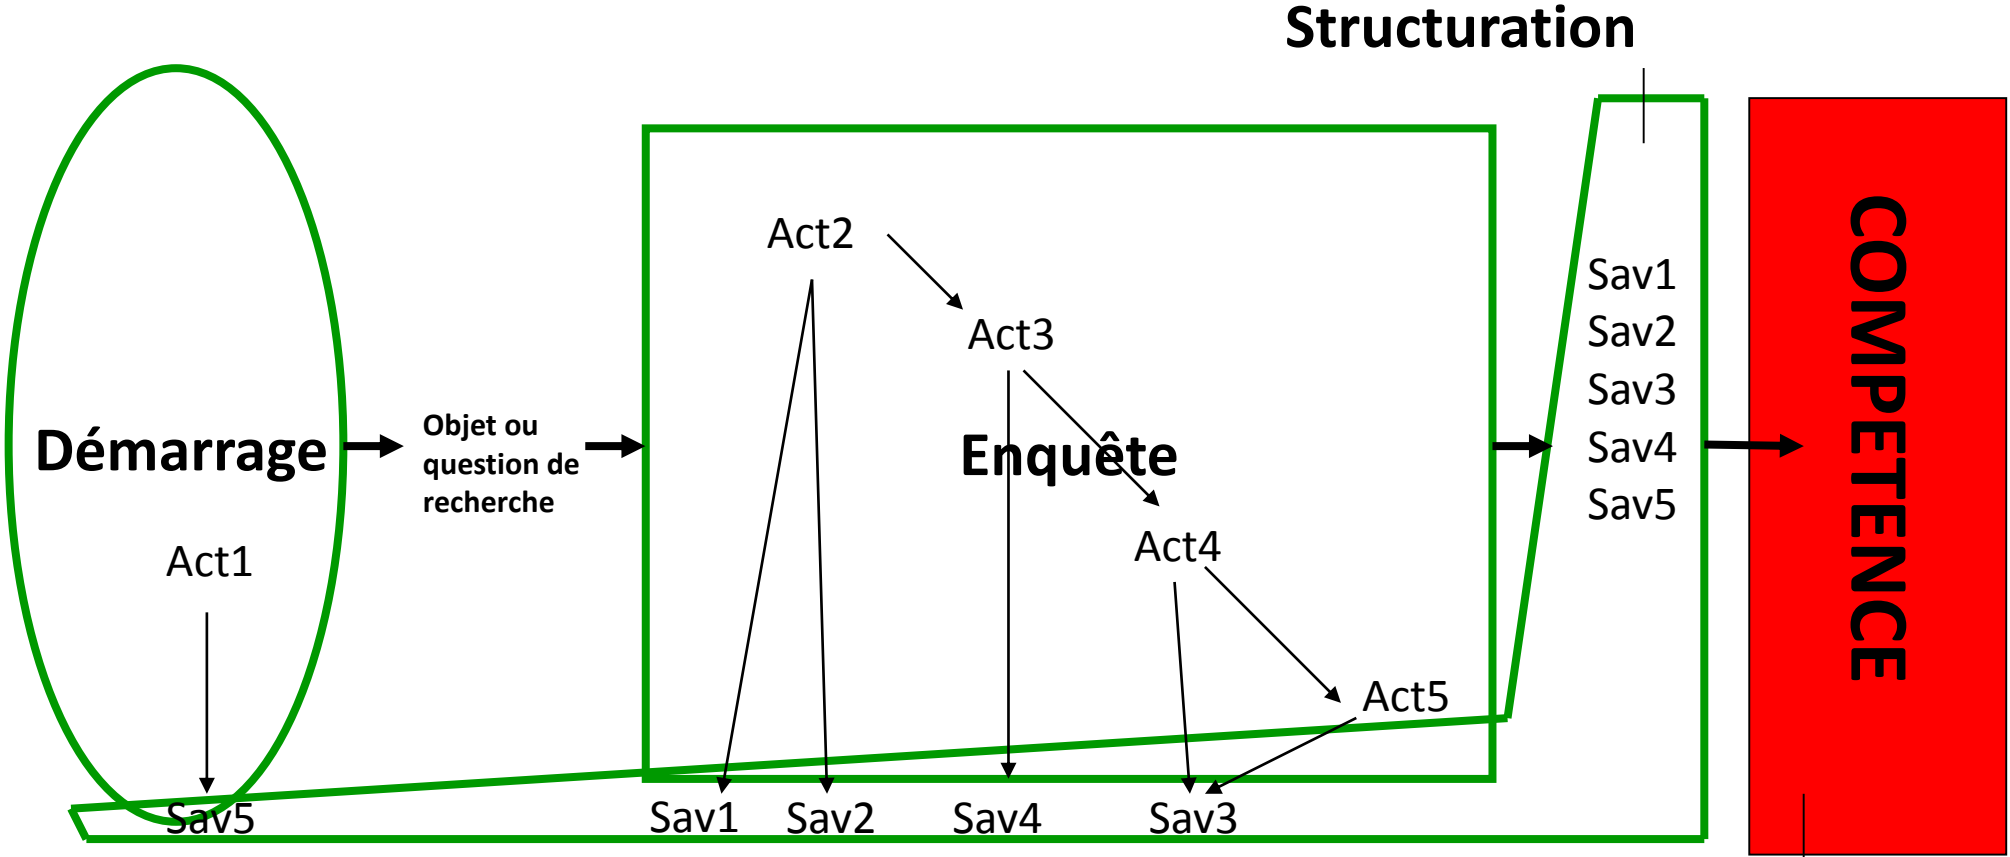 Structuration
Démarrage
Act1
Sav5
Objet ou
question de
recherche
Enquête
Act2
Act3
Act4
Act5
Sav1
Sav2
Sav4
Sav3
Sav1
Sav2
Sav3
Sav4
Sav5
COMPETENCE